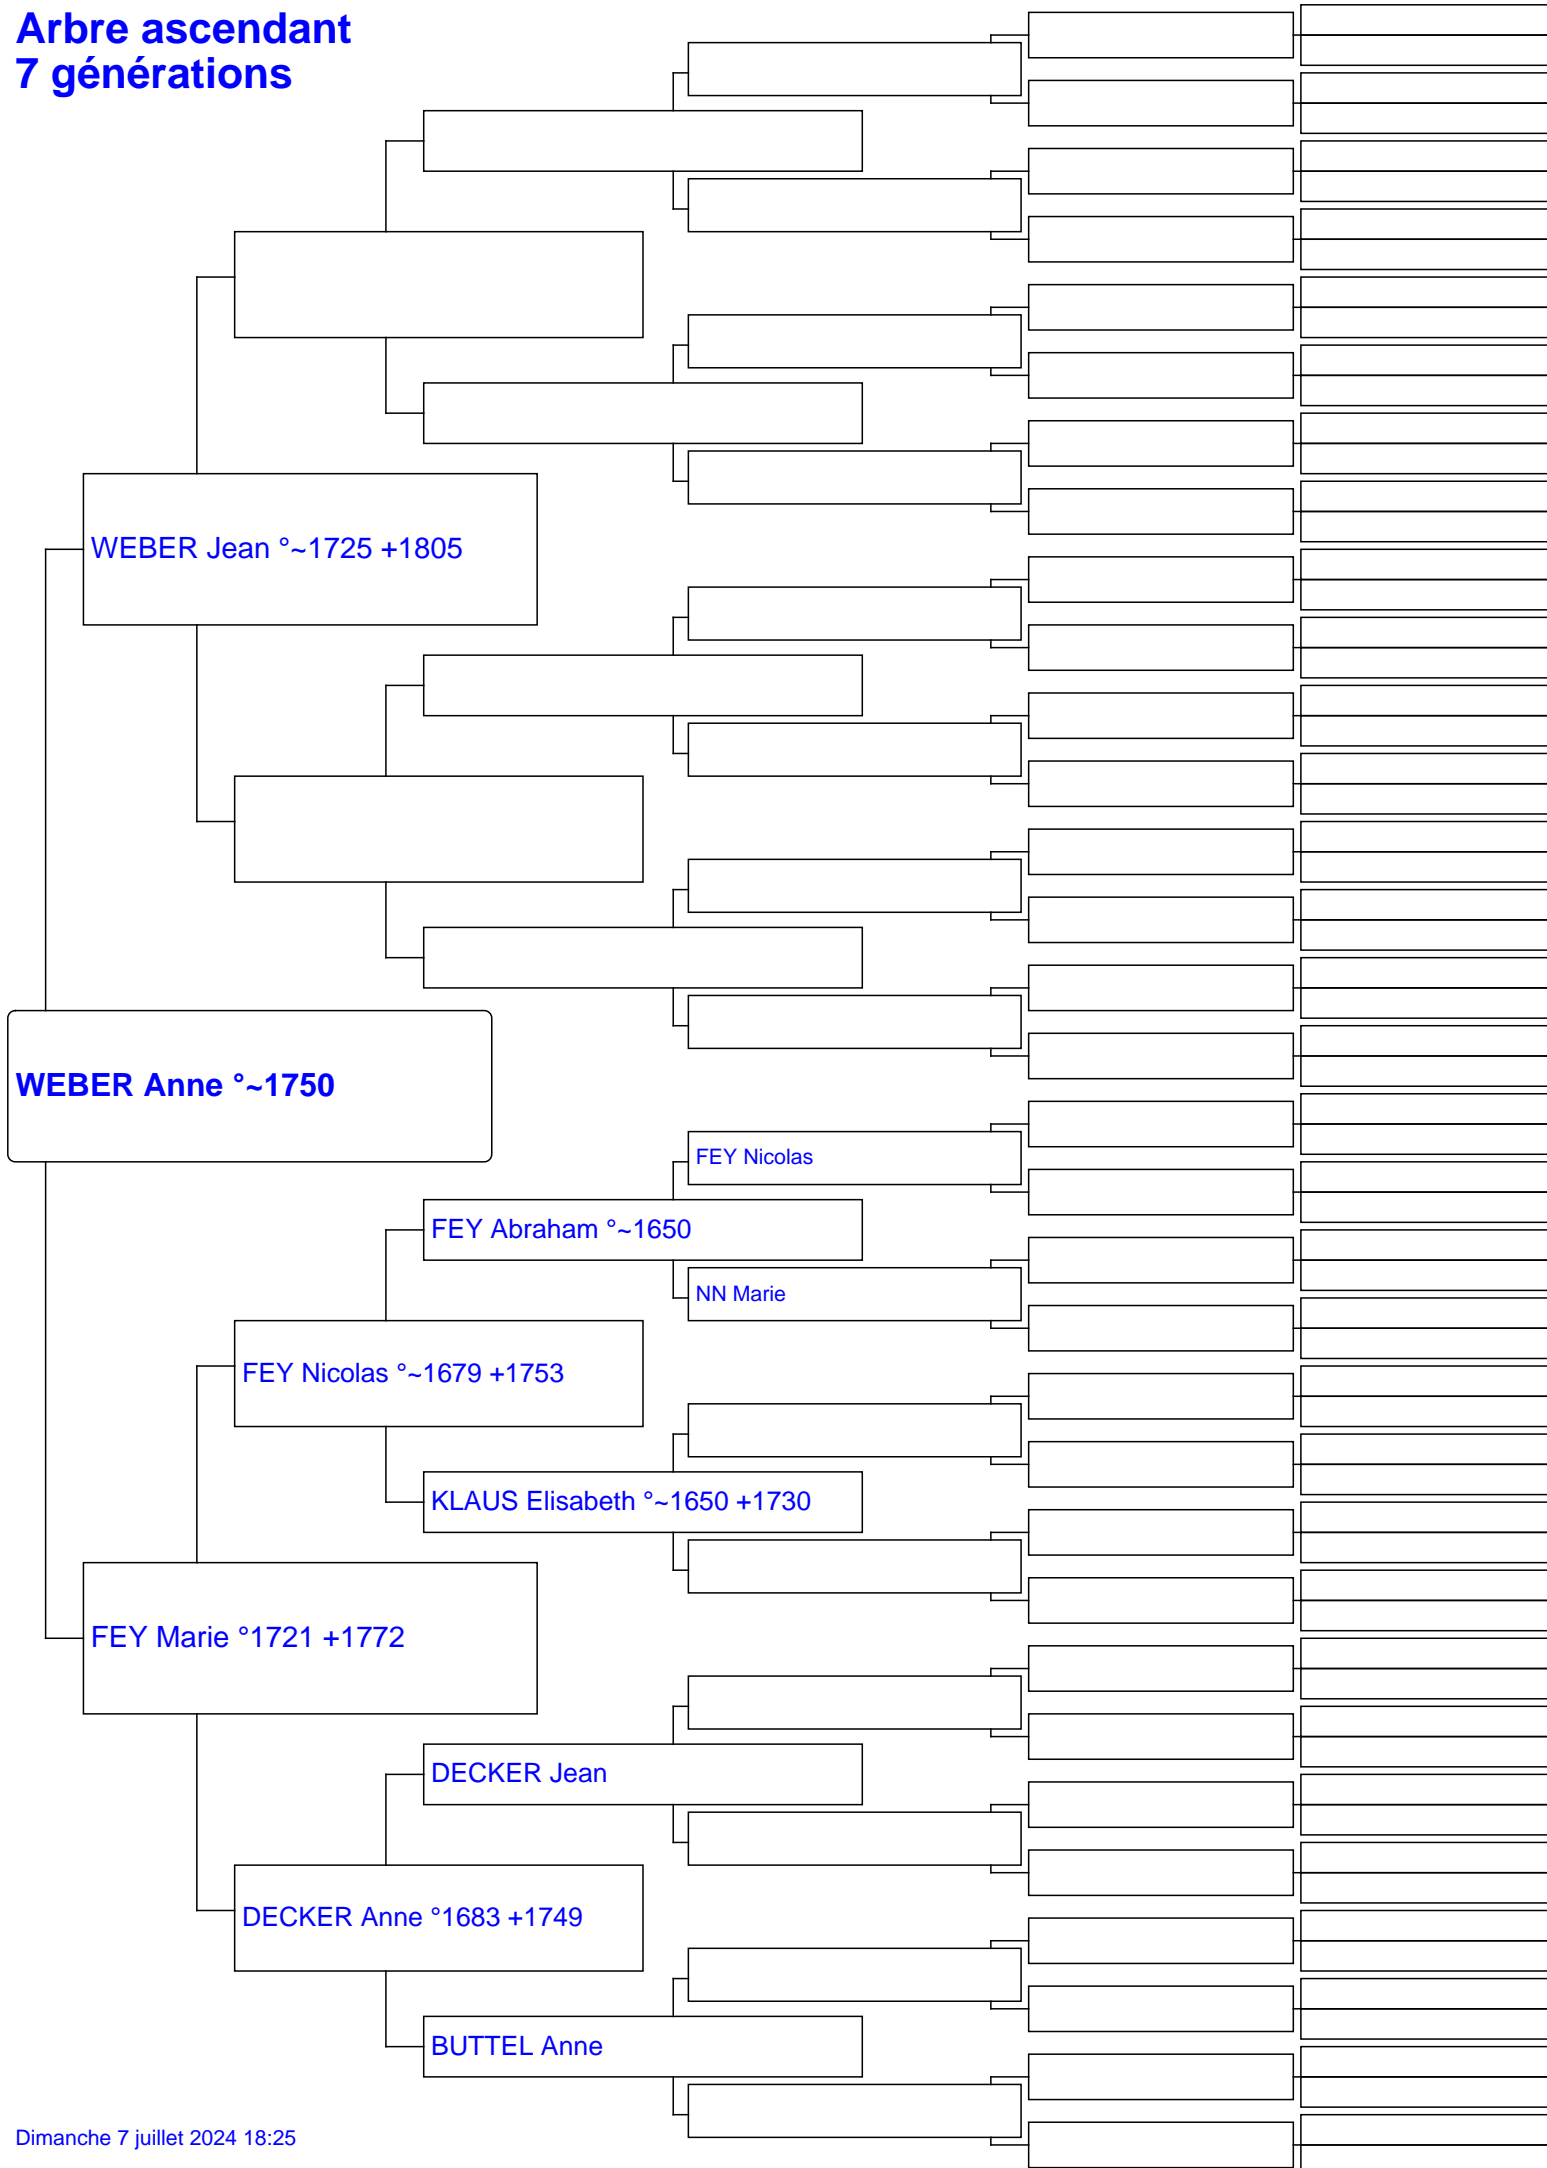 Arbre ascendant
7 générations
WEBER Jean °~1725 +1805
WEBER Anne °~1750
FEY Nicolas
FEY Abraham °~1650
NN Marie
FEY Nicolas °~1679 +1753
KLAUS Elisabeth °~1650 +1730
FEY Marie °1721 +1772
DECKER Jean
DECKER Anne °1683 +1749
BUTTEL Anne
Dimanche 7 juillet 2024 18:25